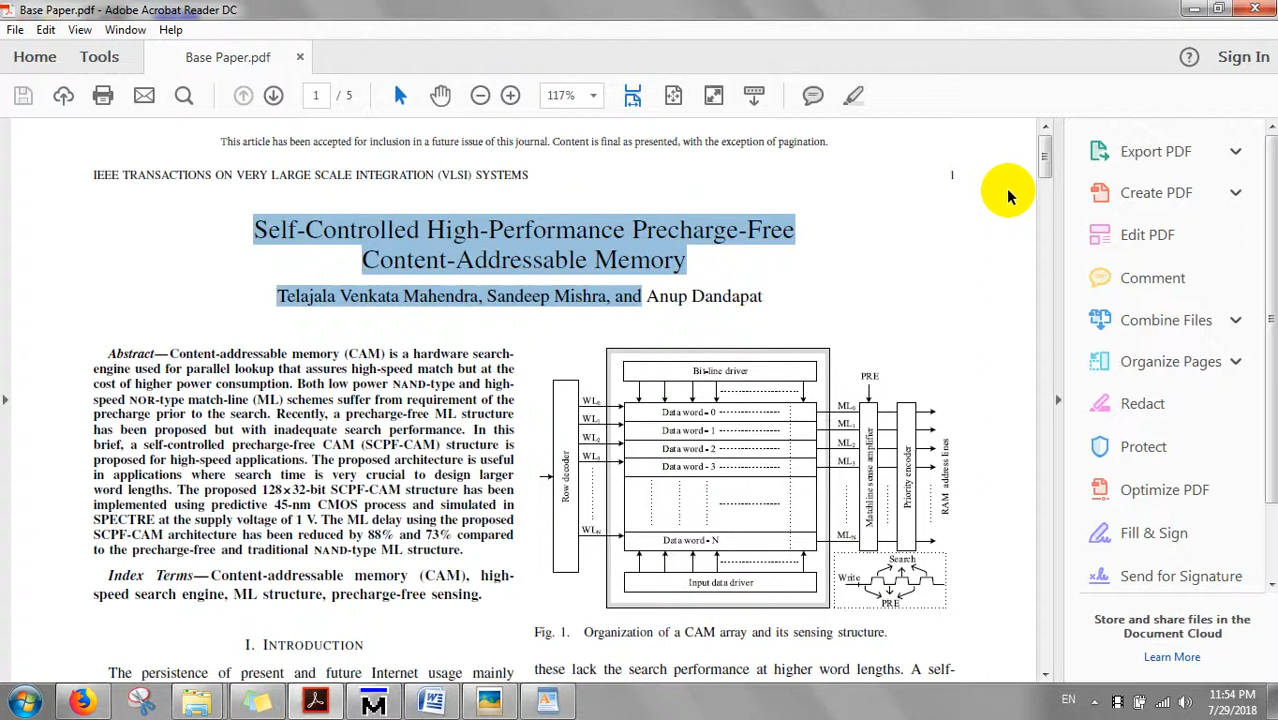 Base Paper.pdf - Adobe Acrobat Reader DC
File Edit View Window Help
Home Tools Base Paper.pdf × ? Sign In
1 / 5 117%
This article has been accepted for inclusion in a future issue of this journal. Content is final as presented, with the exception of pagination.
IEEE TRANSACTIONS ON VERY LARGE SCALE INTEGRATION (VLSI) SYSTEMS 1
Self-Controlled High-Performance Precharge-Free
Content-Addressable Memory
Telajala Venkata Mahendra, Sandeep Mishra, and Anup Dandapat
Abstract—Content-addressable memory (CAM) is a hardware search-
engine used for parallel lookup that assures high-speed match but at the
cost of higher power consumption. Both low power NAND-type and high-
speed NOR-type match-line (ML) schemes suffer from requirement of the
precharge prior to the search. Recently, a precharge-free ML structure
has been proposed but with inadequate search performance. In this
brief, a self-controlled precharge-free CAM (SCPF-CAM) structure is
proposed for high-speed applications. The proposed architecture is useful
in applications where search time is very crucial to design larger
word lengths. The proposed 128×32-bit SCPF-CAM structure has been
implemented using predictive 45-nm CMOS process and simulated in
SPECTRE at the supply voltage of 1 V. The ML delay using the proposed
SCPF-CAM architecture has been reduced by 88% and 73% compared
to the precharge-free and traditional NAND-type ML structure.
Index Terms—Content-addressable memory (CAM), high-
speed search engine, ML structure, precharge-free sensing.
I. INTRODUCTION
The persistence of present and future Internet usage mainly
Bit-line driver
PRE
Row decoder
WL0
WL1
WL2
WL3
WLN
Data word - 0
Data word - 1
Data word - 2
Data word - 3
Data word - N
Input data driver
ML0
ML1
ML2
ML3
MLN
Matchline sense amplifier
Priority encoder
RAM address lines
Search
Write
PRE
Fig. 1. Organization of a CAM array and its sensing structure.
these lack the search performance at higher word lengths. A self-
Export PDF
Create PDF
Edit PDF
Comment
Combine Files
Organize Pages
Redact
Protect
Optimize PDF
Fill & Sign
Send for Signature
Store and share files in the
Document Cloud
Learn More
EN
11:54 PM
7/29/2018